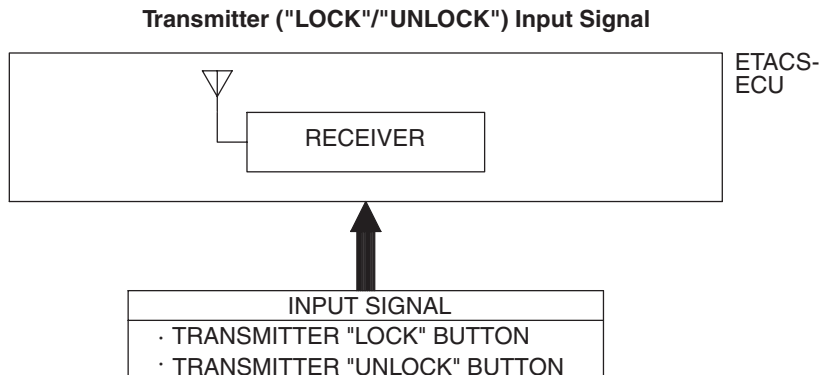 Transmitter ("LOCK"/"UNLOCK") Input Signal
ETACS-
ECU
RECEIVER
INPUT SIGNAL
· TRANSMITTER "LOCK" BUTTON
· TRANSMITTER "UNLOCK" BUTTON